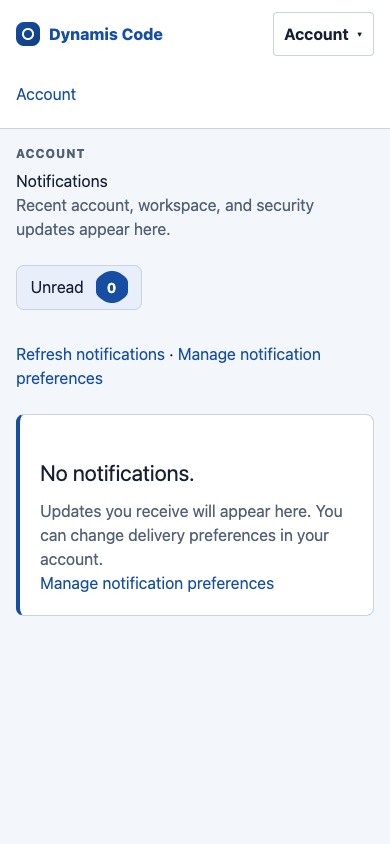 Dynamis Code
Account ▾
Account
ACCOUNT
Notifications
Recent account, workspace, and security
updates appear here.
Unread 0
Refresh notifications · Manage notification
preferences
No notifications.
Updates you receive will appear here. You
can change delivery preferences in your
account.
Manage notification preferences